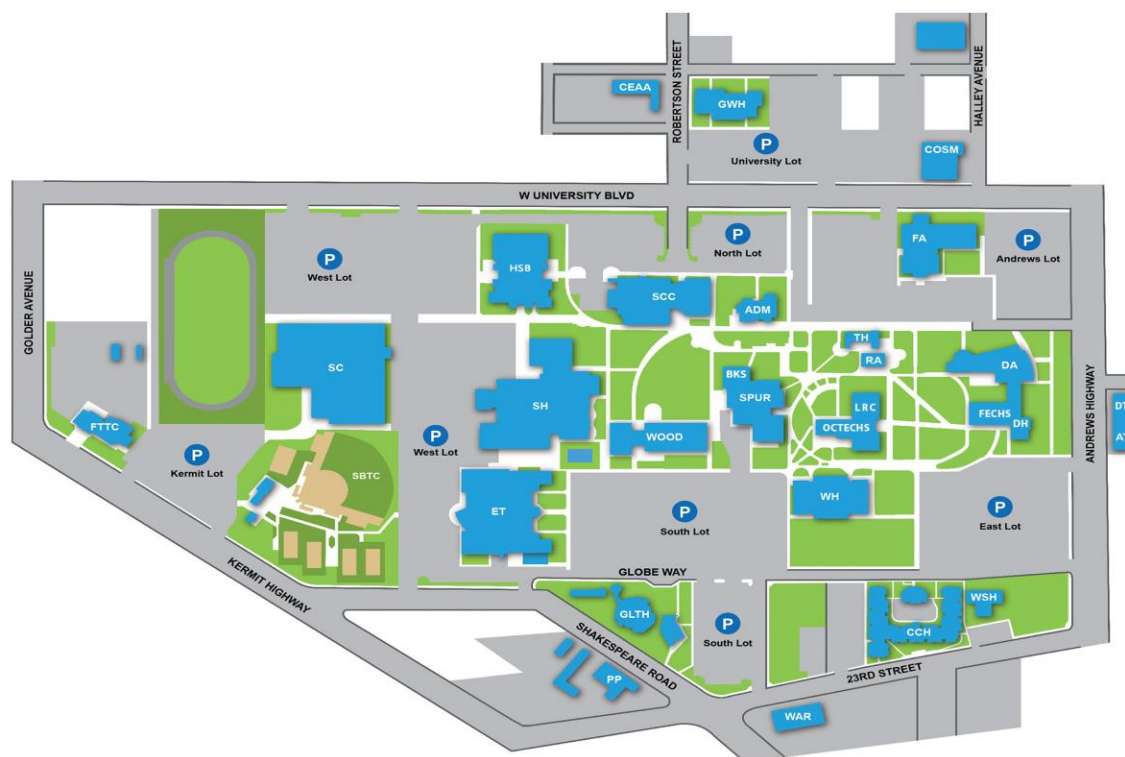 ROBERTSON STREET
HALLEY AVENUE
CEAA
GWH
P
University Lot
COSM
W UNIVERSITY BLVD
GOLDER AVENUE
P
West Lot
HSB
P
North Lot
FA
P
Andrews Lot
SCC
ADM
TH
RA
SC
BKS
SPUR
DA
SH
LRC
FECHS
DH
OCTECHS
WOOD
FTTC
P
Kermit Lot
P
West Lot
SBTC
ET
P
South Lot
WH
P
East Lot
ANDREWS HIGHWAY
DT
AT
GLOBE WAY
KERMIT HIGHWAY
GLTH
P
South Lot
WSH
CCH
SHAKESPEARE ROAD
PP
23RD STREET
WAR